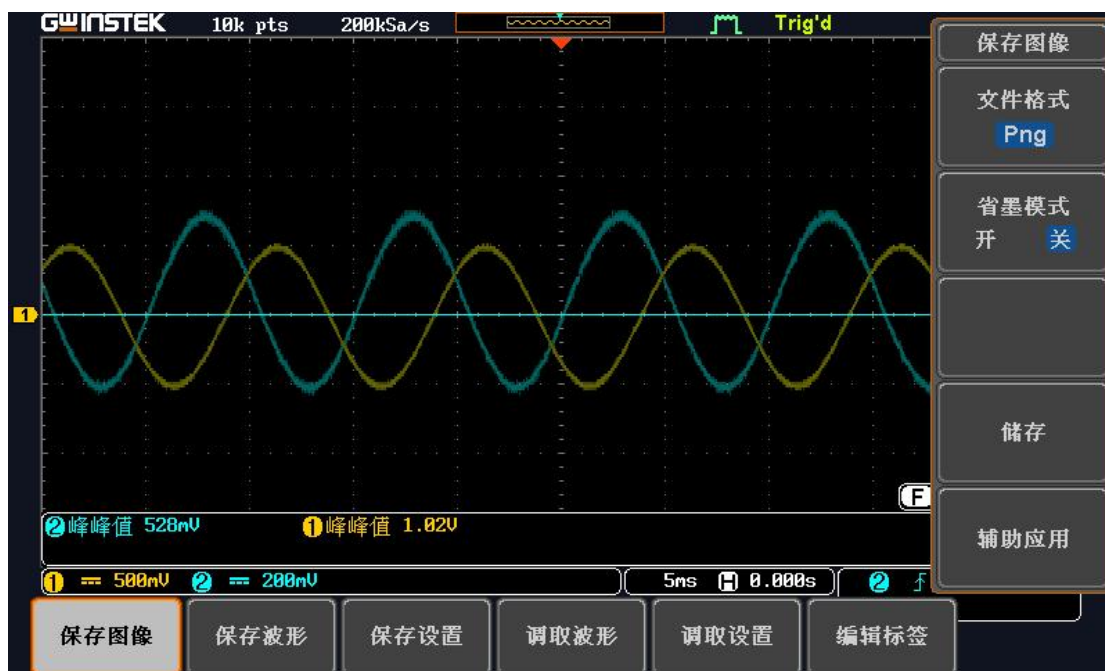 GWINSTEK 10k pts 200kSa/s Trig'd
保存图像
文件格式
Png
省墨模式
开 关
1
储存
F
辅助应用
2 峰峰值 528mV 1 峰峰值 1.02V
1 500mV 2 200mV 5ms H 0.000s 2
保存图像 保存波形 保存设置 调取波形 调取设置 编辑标签